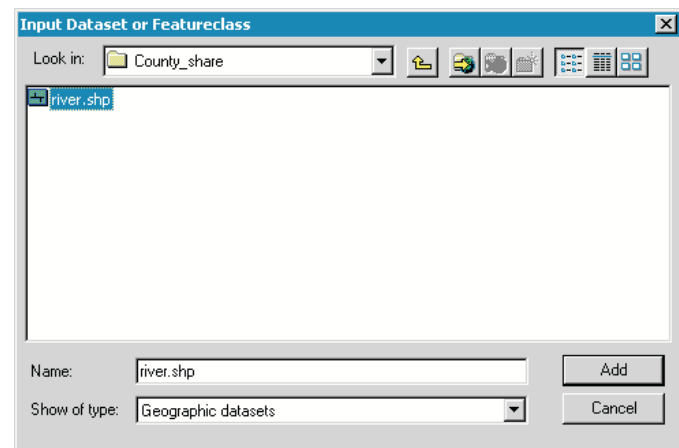 Input Dataset or Featureclass
Look in: County_share
river.shp
Name: river.shp Add
Show of type: Geographic datasets Cancel